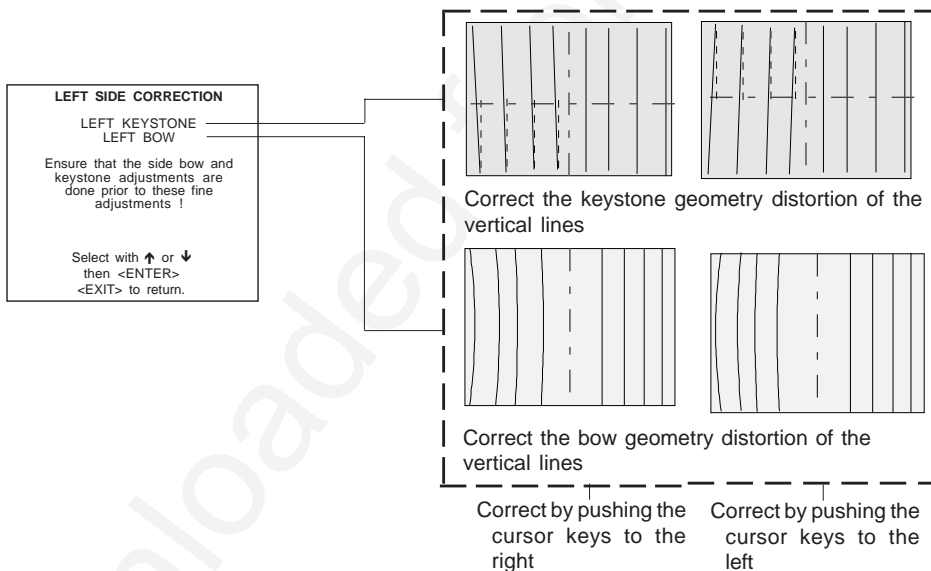 LEFT SIDE CORRECTION
LEFT KEYSTONE
LEFT BOW
Ensure that the side bow and
keystone adjustments are
done prior to these fine
adjustments !
Select with ↑ or ↓
then <ENTER>
<EXIT> to return.
Correct the keystone geometry distortion of the
vertical lines
Correct the bow geometry distortion of the
vertical lines
Correct by pushing the
cursor keys to the
right
Correct by pushing the
cursor keys to the
left